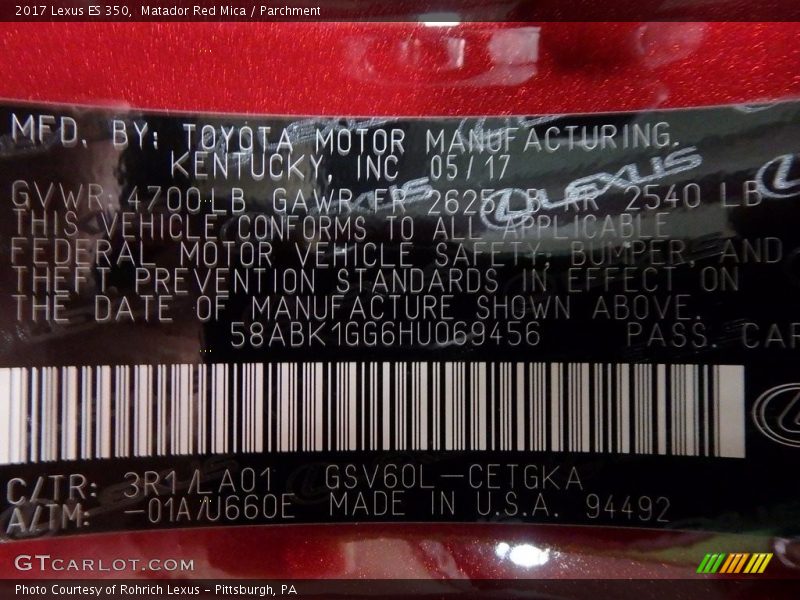 2017 Lexus ES 350,  Matador Red Mica / Parchment
MFD. BY: TOYOTA MOTOR MANUFACTURING.
KENTUCKY, INC 05/17
GVWR 4700LB GAWR FR RR 2540 LB
LEXUS
THIS VEHICLE CONFORMS TO ALL APPLICABLE
FEDERAL MOTOR VEHICLE SAFETY, BUMPER, AND
THEFT PREVENTION STANDARDS IN EFFECT ON
THE DATE OF MANUFACTURE SHOWN ABOVE.
58ABK1GG6HU069456 PASS. CAR
C/TR: 3R1/LA01 GSV60L-CETGKA
A/TM: -01A/U660E MADE IN U.S.A. 94492
GTCARLOT.COM
Photo Courtesy of Rohrich Lexus - Pittsburgh, PA